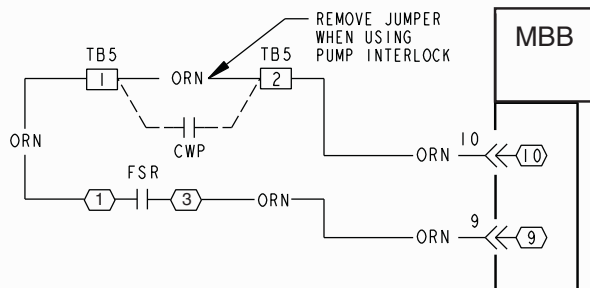 REMOVE JUMPER
WHEN USING
PUMP INTERLOCK
MBB
TB5
TB5
1
ORN
2
CWP
ORN
10
ORN
10
FSR
1
3
ORN
9
ORN
9